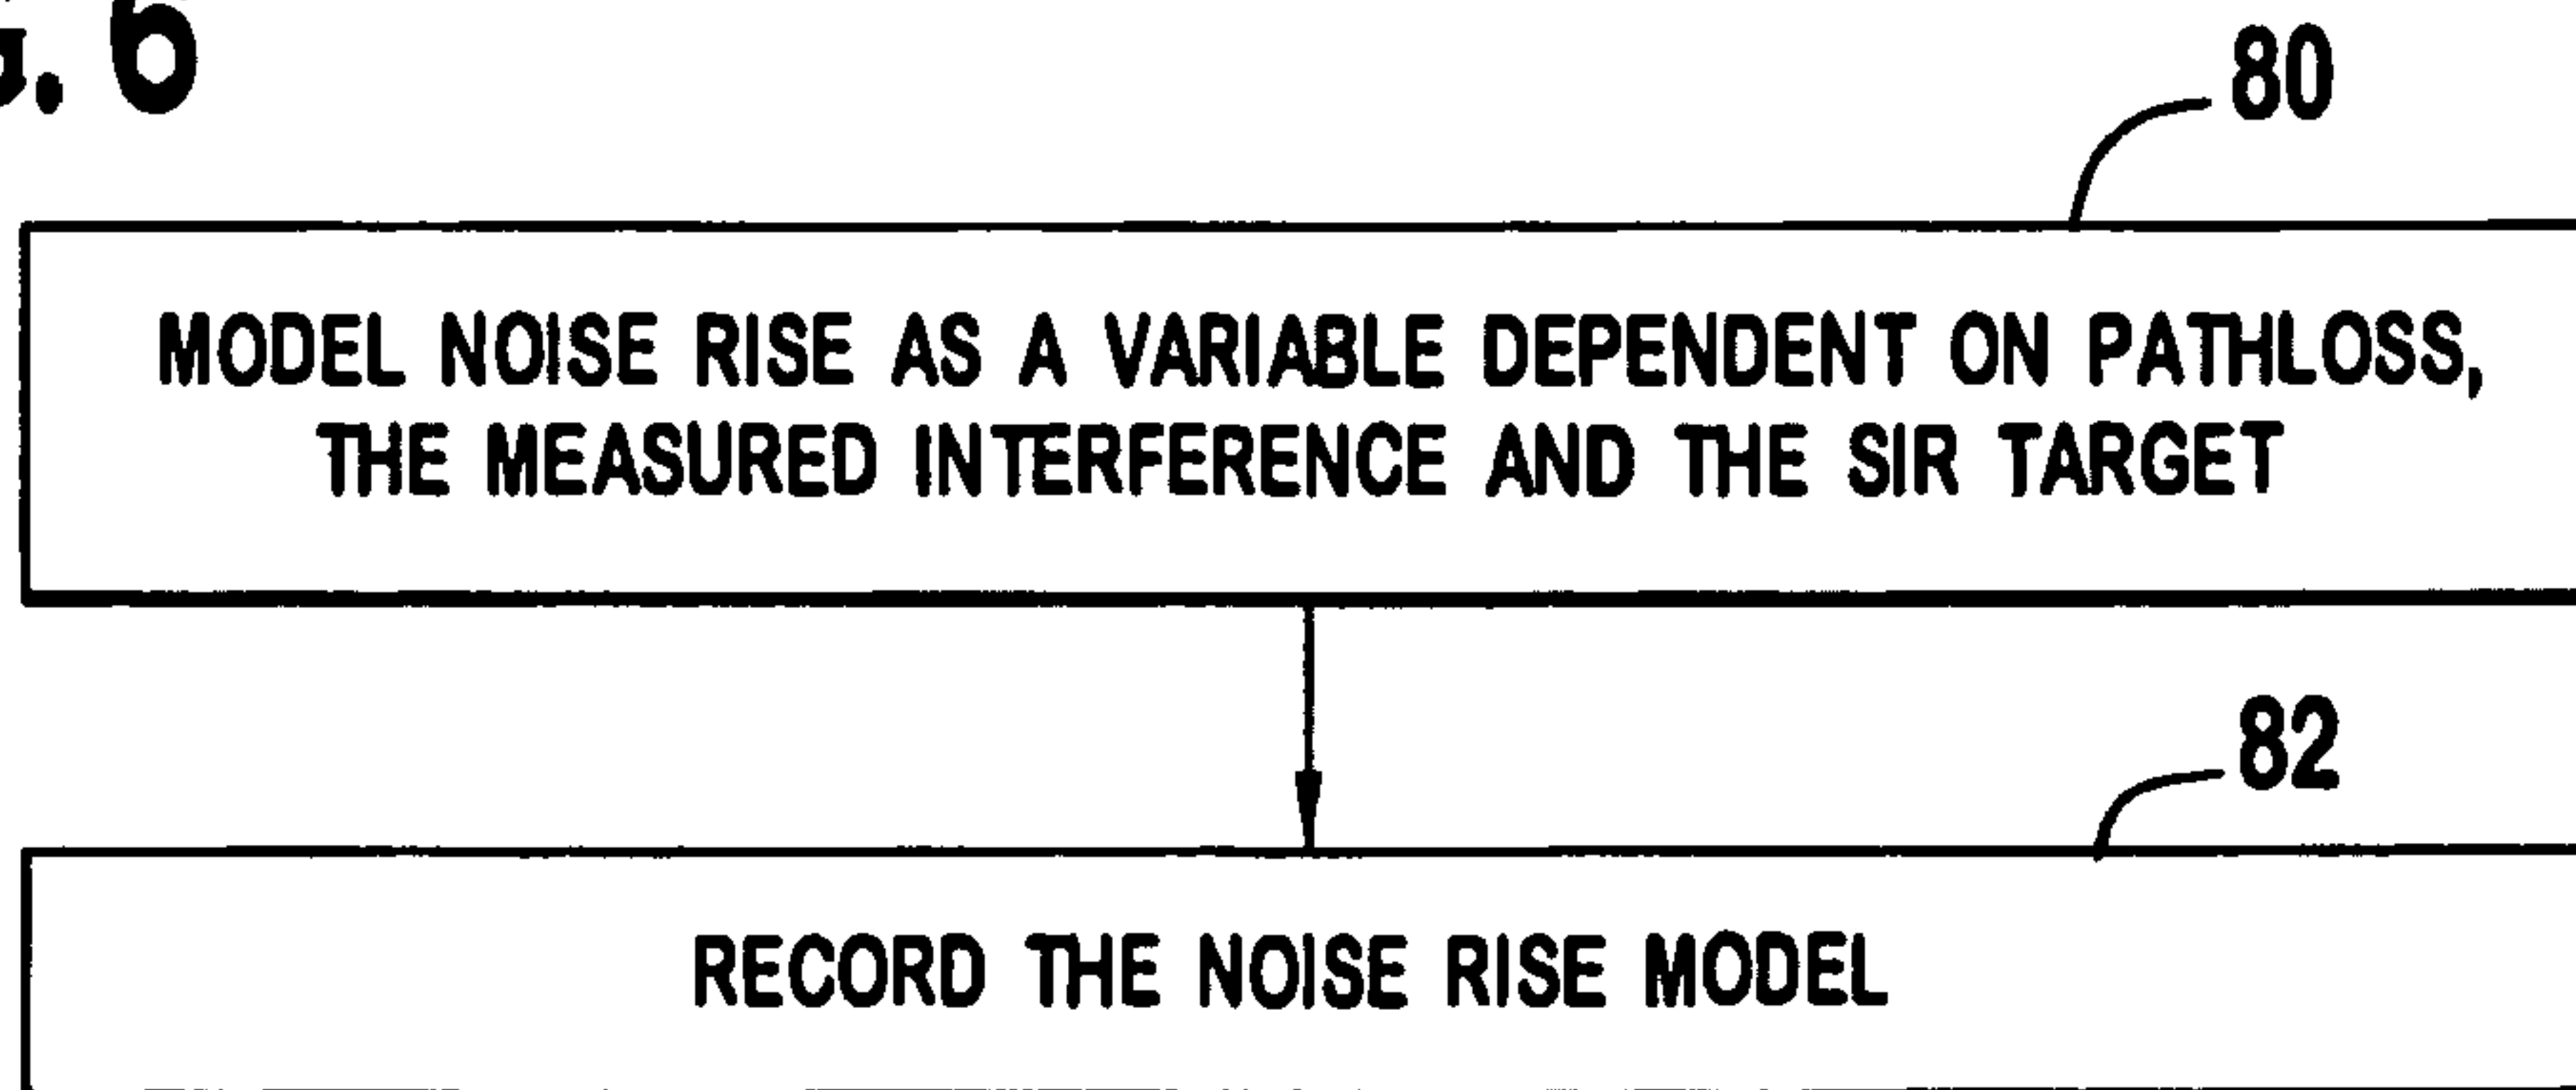 G. 6
80
MODEL NOISE RISE AS A VARIABLE DEPENDENT ON PATHLOSS,
THE MEASURED INTERFERENCE AND THE SIR TARGET
82
RECORD THE NOISE RISE MODEL